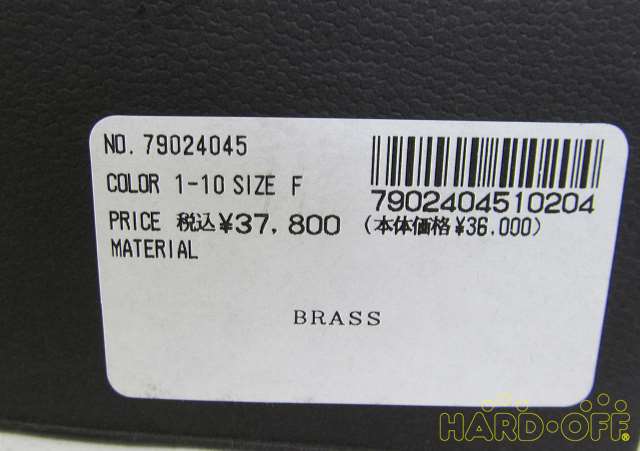 NO. 79024045
COLOR 1-10 SIZE F
7902404510204
PRICE 税込¥37,800 (本体価格¥36.000)
MATERIAL
BRASS
HARD・OFF®